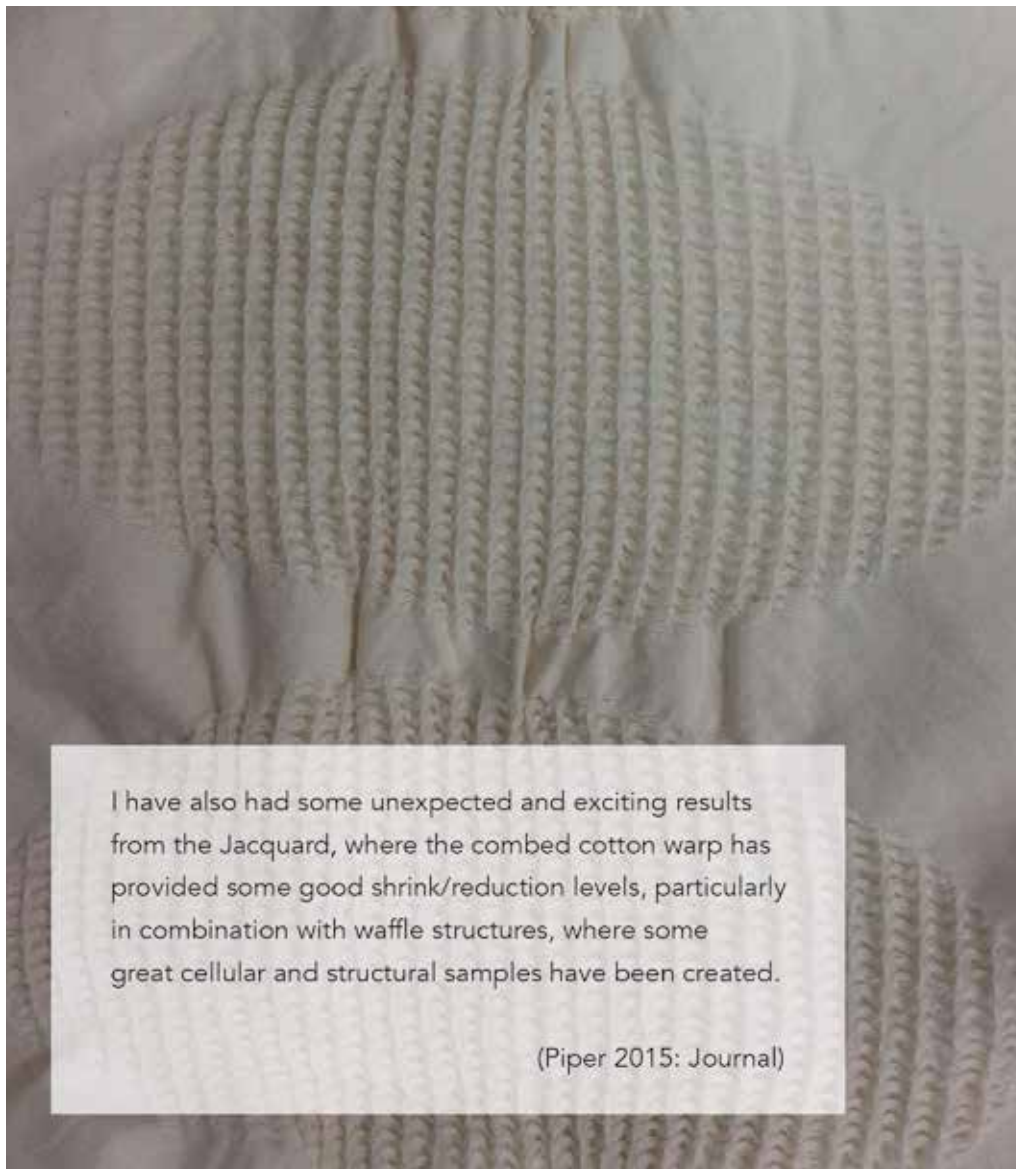 I have also had some unexpected and exciting results
from the Jacquard, where the combed cotton warp has
provided some good shrink/reduction levels, particularly
in combination with waffle structures, where some
great cellular and structural samples have been created.
(Piper 2015: Journal)